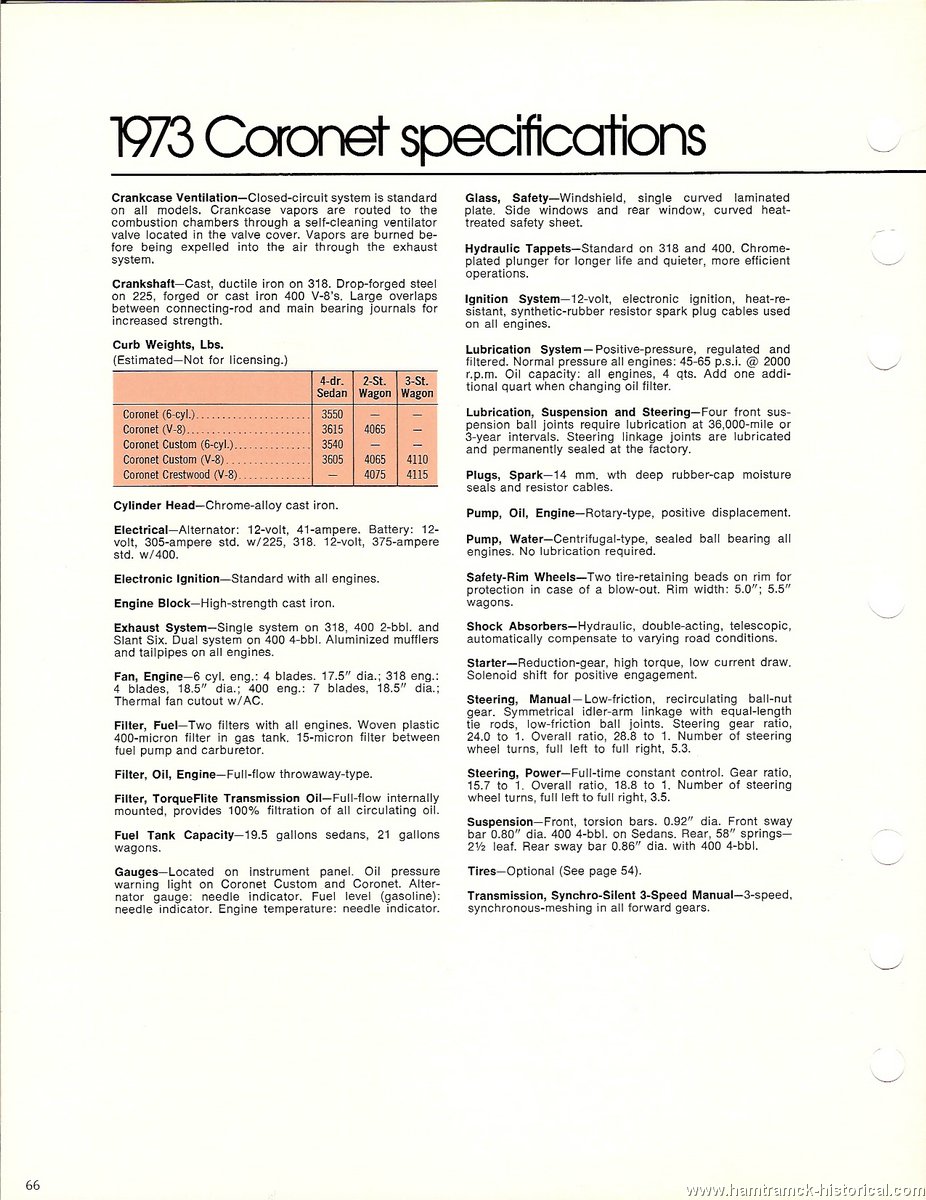 1973 Coronet specifications
Crankcase Ventilation—Closed-circuit system is standard
on all models. Crankcase vapors are routed to the
combustion chambers through a self-cleaning ventilator
valve located in the valve cover. Vapors are burned be-
fore being expelled into the air through the exhaust
system.
Crankshaft—Cast, ductile iron on 318. Drop-forged steel
on 225, forged or cast iron 400 V-8's. Large overlaps
between connecting-rod and main bearing journals for
increased strength.
Curb Weights, Lbs.
(Estimated—Not for licensing.)
4-dr. 2-St. 3-St.
Sedan Wagon Wagon
Coronet (6-cyl.)...................... 3550 — —
Coronet (V-8)........................ 3615 4065 —
Coronet Custom (6-cyl.)............... 3540 — —
Coronet Custom (V-8)................. 3605 4065 4110
Coronet Crestwood (V-8).............. — 4075 4115
Cylinder Head—Chrome-alloy cast iron.
Electrical—Alternator: 12-volt, 41-ampere. Battery: 12-
volt, 305-ampere std. w/225, 318. 12-volt, 375-ampere
std. w/400.
Electronic Ignition—Standard with all engines.
Engine Block—High-strength cast iron.
Exhaust System—Single system on 318, 400 2-bbl. and
Slant Six. Dual system on 400 4-bbl. Aluminized mufflers
and tailpipes on all engines.
Fan, Engine—6 cyl. eng.: 4 blades. 17.5" dia.; 318 eng.:
4 blades, 18.5" dia.; 400 eng.: 7 blades, 18.5" dia.;
Thermal fan cutout w/AC.
Filter, Fuel—Two filters with all engines. Woven plastic
400-micron filter in gas tank. 15-micron filter between
fuel pump and carburetor.
Filter, Oil, Engine—Full-flow throwaway-type.
Filter, TorqueFlite Transmission Oil—Full-flow internally
mounted, provides 100% filtration of all circulating oil.
Fuel Tank Capacity—19.5 gallons sedans, 21 gallons
wagons.
Gauges—Located on instrument panel. Oil pressure
warning light on Coronet Custom and Coronet. Alter-
nator gauge: needle indicator. Fuel level (gasoline):
needle indicator. Engine temperature: needle indicator.
Glass, Safety—Windshield, single curved laminated
plate. Side windows and rear window, curved heat-
treated safety sheet.
Hydraulic Tappets—Standard on 318 and 400. Chrome-
plated plunger for longer life and quieter, more efficient
operations.
Ignition System—12-volt, electronic ignition, heat-re-
sistant, synthetic-rubber resistor spark plug cables used
on all engines.
Lubrication System—Positive-pressure, regulated and
filtered. Normal pressure all engines: 45-65 p.s.i. @ 2000
r.p.m. Oil capacity: all engines, 4 qts. Add one addi-
tional quart when changing oil filter.
Lubrication, Suspension and Steering—Four front sus-
pension ball joints require lubrication at 36,000-mile or
3-year intervals. Steering linkage joints are lubricated
and permanently sealed at the factory.
Plugs, Spark—14 mm. wth deep rubber-cap moisture
seals and resistor cables.
Pump, Oil, Engine—Rotary-type, positive displacement.
Pump, Water—Centrifugal-type, sealed ball bearing all
engines. No lubrication required.
Safety-Rim Wheels—Two tire-retaining beads on rim for
protection in case of a blow-out. Rim width: 5.0"; 5.5"
wagons.
Shock Absorbers—Hydraulic, double-acting, telescopic,
automatically compensate to varying road conditions.
Starter—Reduction-gear, high torque, low current draw.
Solenoid shift for positive engagement.
Steering, Manual—Low-friction, recirculating ball-nut
gear. Symmetrical idler-arm linkage with equal-length
tie rods, low-friction ball joints. Steering gear ratio,
24.0 to 1. Overall ratio, 28.8 to 1. Number of steering
wheel turns, full left to full right, 5.3.
Steering, Power—Full-time constant control. Gear ratio,
15.7 to 1. Overall ratio, 18.8 to 1. Number of steering
wheel turns, full left to full right, 3.5.
Suspension—Front, torsion bars. 0.92" dia. Front sway
bar 0.80" dia. 400 4-bbl. on Sedans. Rear, 58" springs—
2½ leaf. Rear sway bar 0.86" dia. with 400 4-bbl.
Tires—Optional (See page 54).
Transmission, Synchro-Silent 3-Speed Manual—3-speed,
synchronous-meshing in all forward gears.
66
www.hamtramck-historical.com